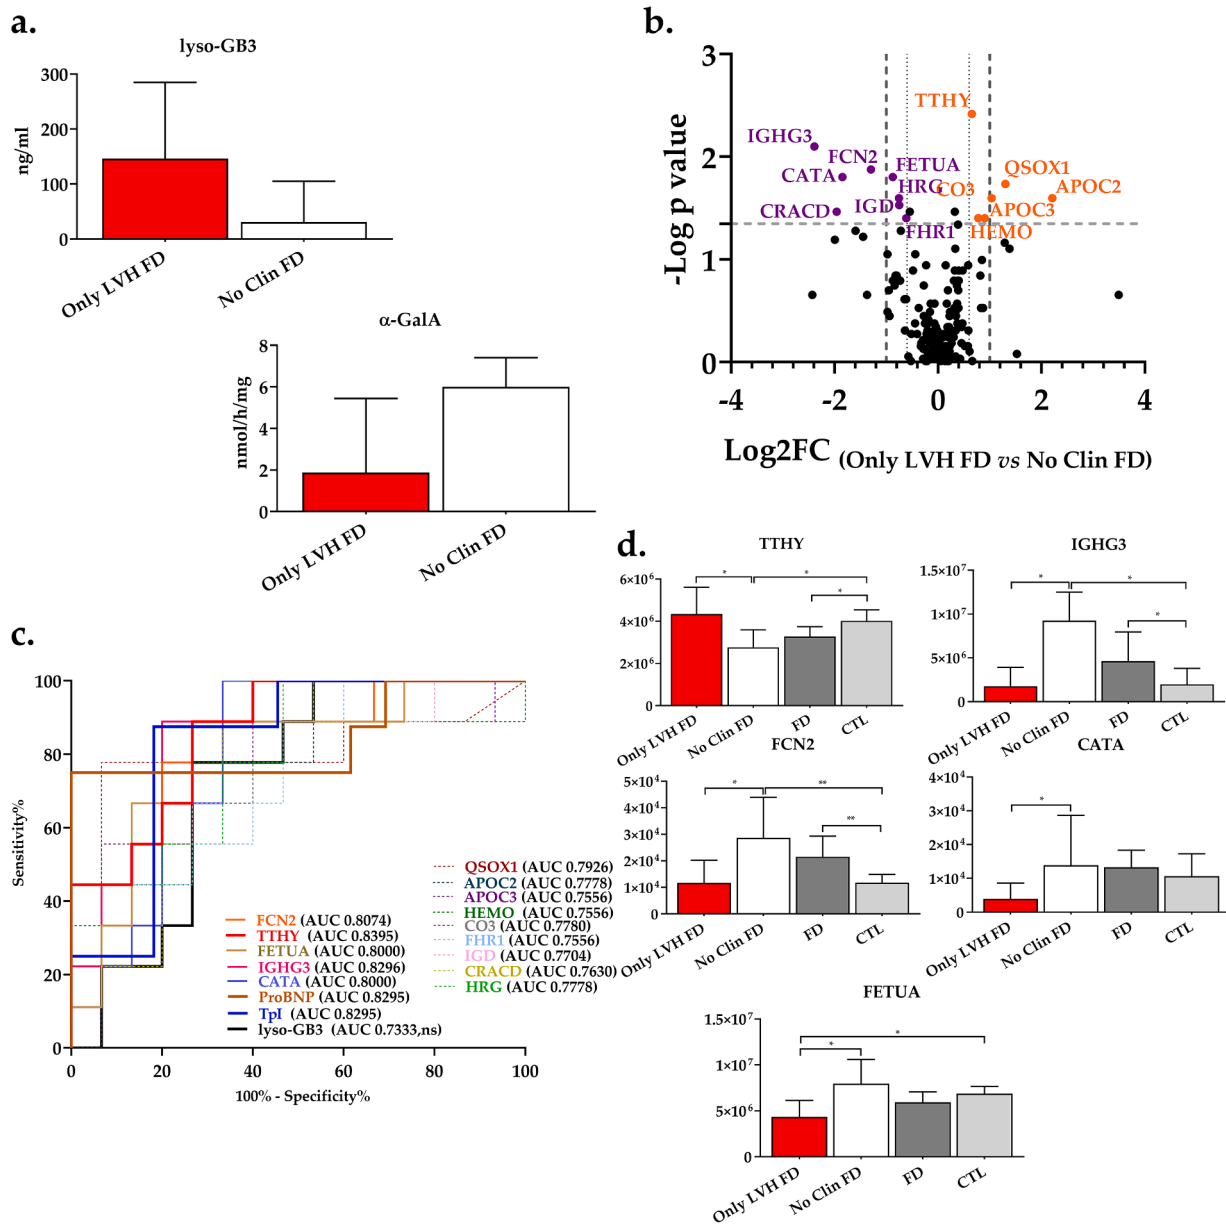 a.
lyso-GB3
300
200
100
0
ng/ml
Only LVH FD
No Clin FD
α-GalA
8
6
4
2
0
nmol/h/mg
Only LVH FD
No Clin FD
b.
3
2
1
0
-Log p value
TTHY
IGHG3
FCN2
FETUA
QSOX1
CATA
HRG
CO3
APOC2
CRACD
IGD
APOC3
FHR1
HEMO
-4
-2
0
2
4
Log2FC (Only LVH FD vs No Clin FD)
c.
100
80
60
40
20
0
Sensitivity%
QSOX1 (AUC 0.7926)
APOC2 (AUC 0.7778)
APOC3 (AUC 0.7556)
HEMO (AUC 0.7556)
CO3 (AUC 0.7780)
FHR1 (AUC 0.7556)
IGD (AUC 0.7704)
CRACD (AUC 0.7630)
HRG (AUC 0.7778)
FCN2 (AUC 0.8074)
TTHY (AUC 0.8395)
FETUA (AUC 0.8000)
IGHG3 (AUC 0.8296)
CATA (AUC 0.8000)
ProBNP (AUC 0.8295)
TpI (AUC 0.8295)
lyso-GB3 (AUC 0.7333,ns)
0
20
40
60
80
100
100% - Specificity%
d.
TTHY
6×10⁶
4×10⁶
2×10⁶
0
* * *
Only LVH FD
No Clin FD
FD
CTL
IGHG3
1.5×10⁷
1.0×10⁷
5×10⁶
0
* * *
Only LVH FD
No Clin FD
FD
CTL
FCN2
5×10⁴
4×10⁴
3×10⁴
2×10⁴
1×10⁴
0
* ** **
Only LVH FD
No Clin FD
FD
CTL
CATA
4×10⁴
3×10⁴
2×10⁴
1×10⁴
0
*
Only LVH FD
No Clin FD
FD
CTL
FETUA
1.5×10⁷
1×10⁷
5×10⁶
0
*
*
Only LVH FD
No Clin FD
FD
CTL